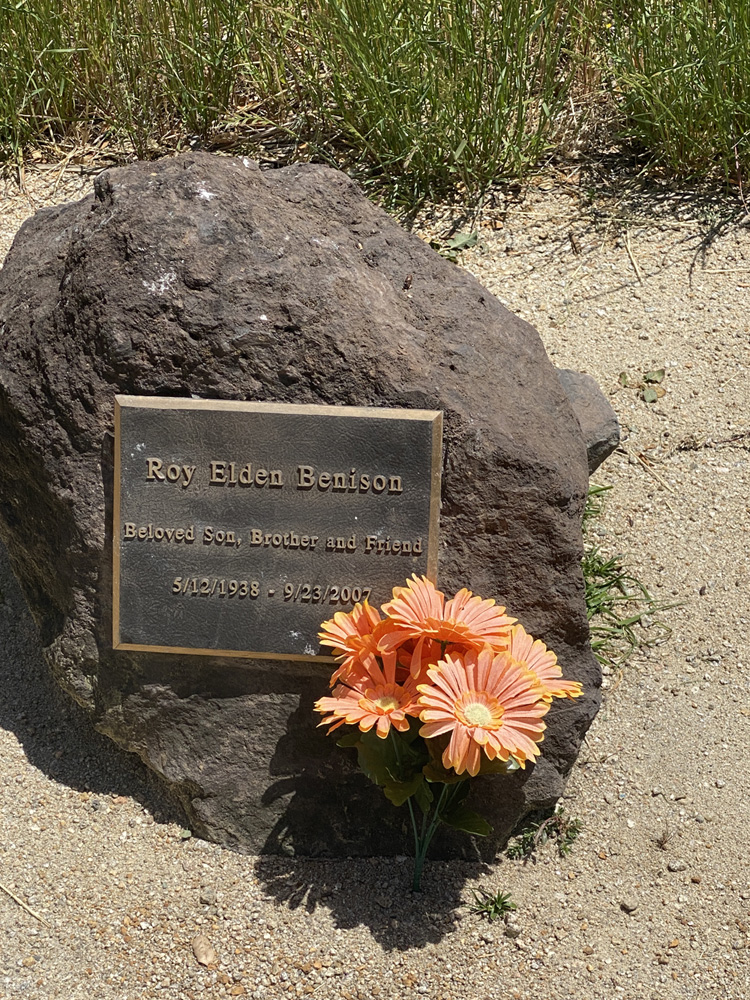 Roy Elden Benison
Beloved Son, Brother and Friend
5/12/1938 - 9/23/2007